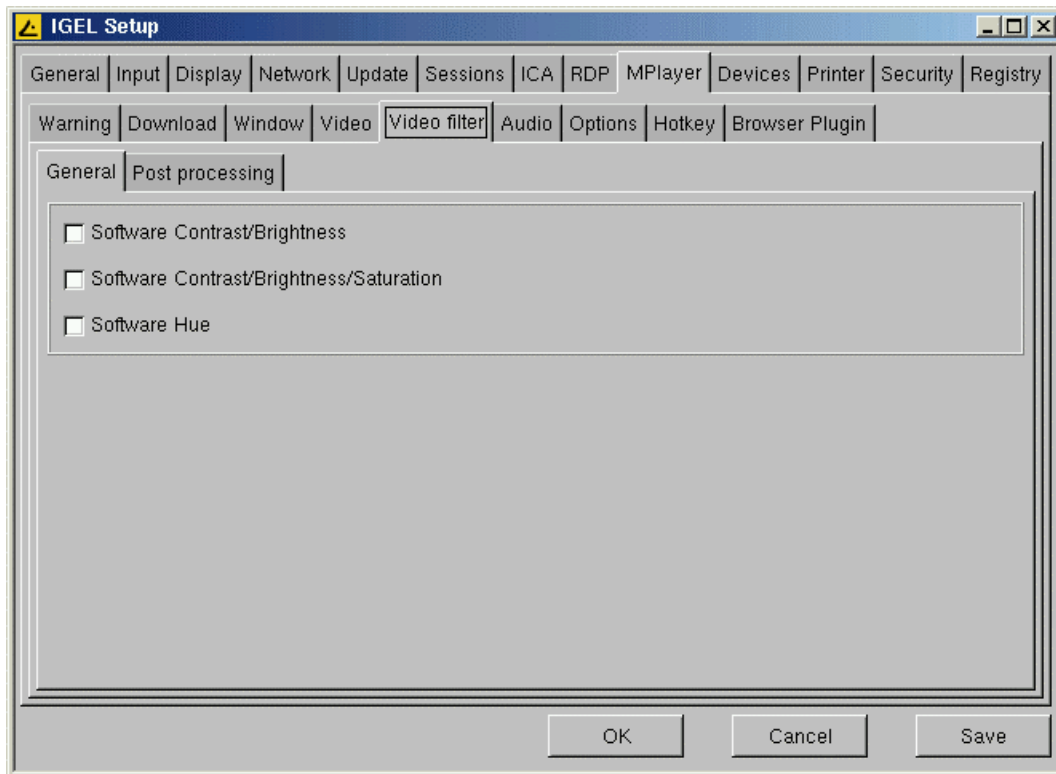 IGEL Setup
General Input Display Network Update Sessions ICA RDP MPlayer Devices Printer Security Registry
Warning Download Window Video Video filter Audio Options Hotkey Browser Plugin
General Post processing
Software Contrast/Brightness
Software Contrast/Brightness/Saturation
Software Hue
OK Cancel Save